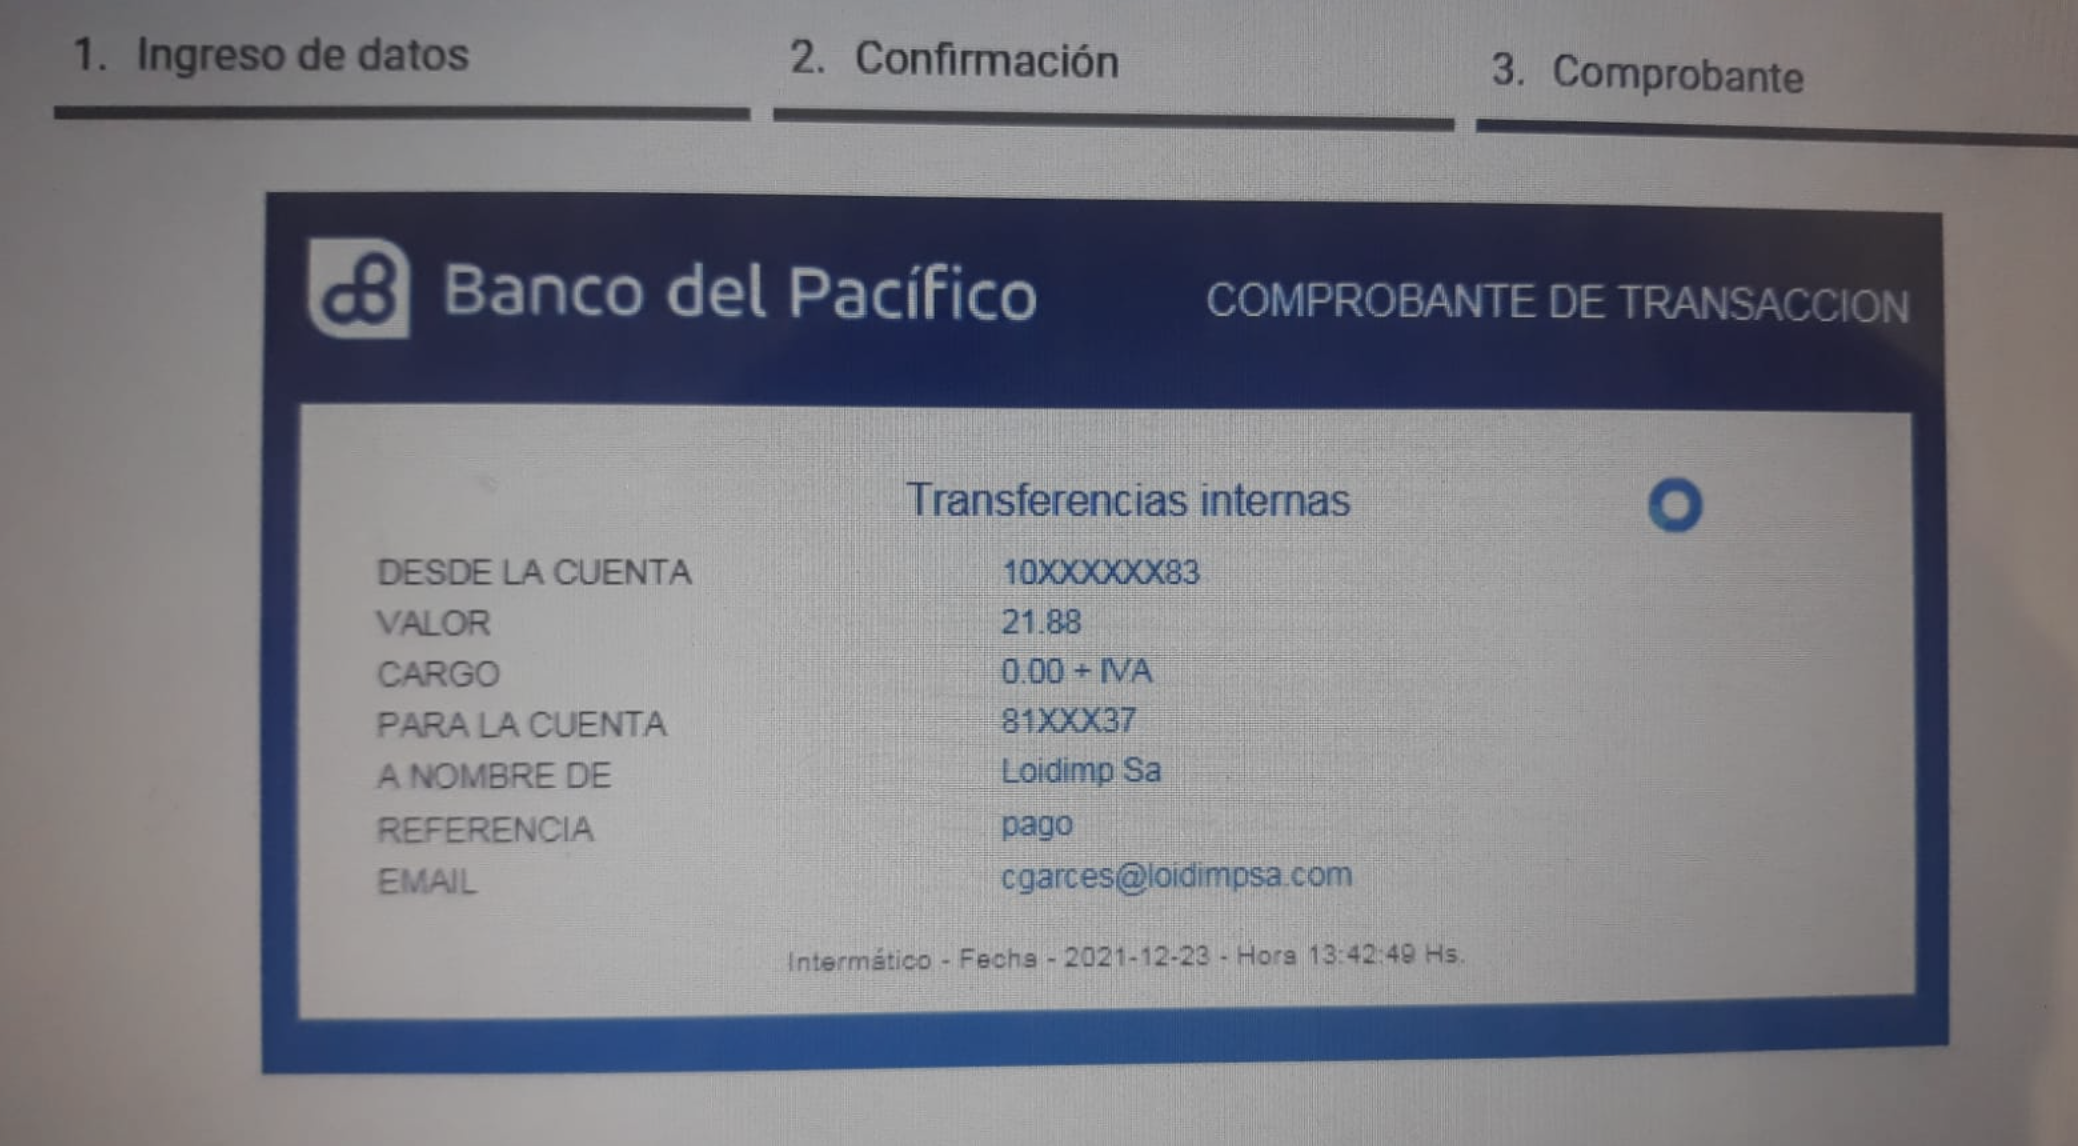 1. Ingreso de datos
2. Confirmación
3. Comprobante
Banco del Pacífico
COMPROBANTE DE TRANSACCION
Transferencias internas
DESDE LA CUENTA 10XXXXXX83
VALOR 21.88
CARGO 0.00 + IVA
PARA LA CUENTA 81XXX37
A NOMBRE DE Loidimp Sa
REFERENCIA pago
EMAIL cgarces@loidimpsa.com
Intermático - Fecha - 2021-12-23 - Hora 13:42:49 Hs.